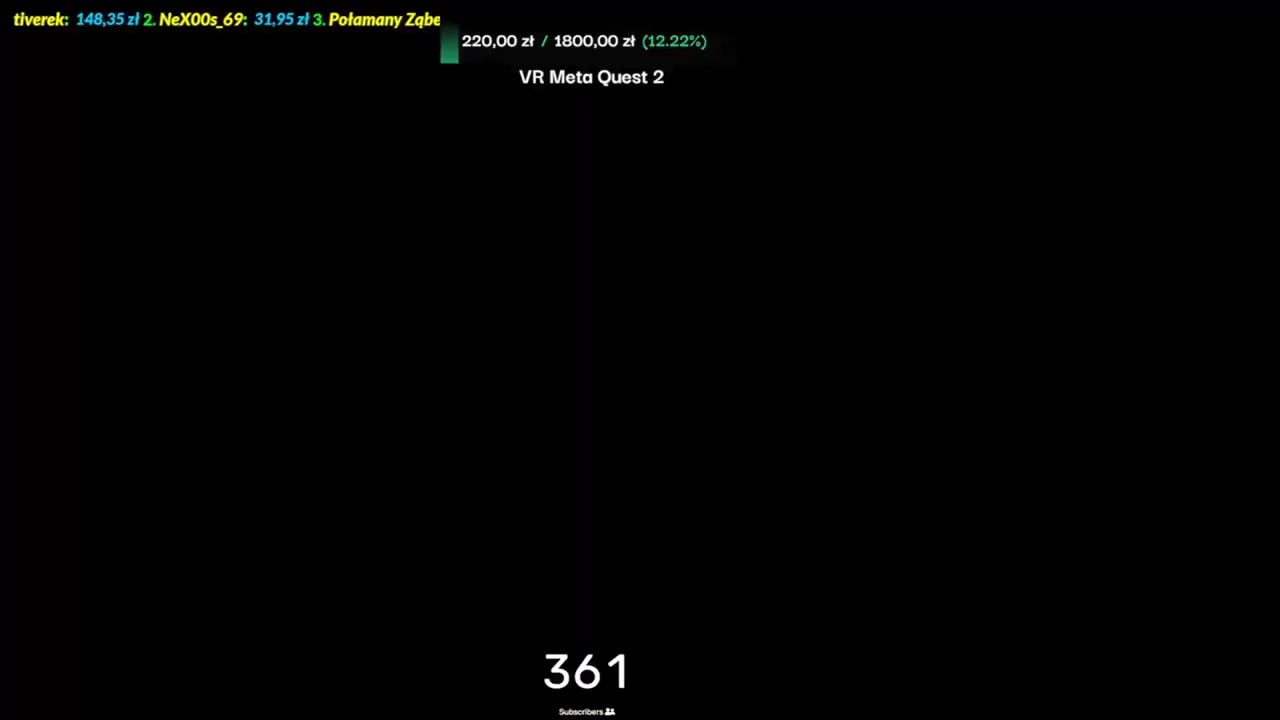 tiverek: 148,35 zł 2. NeX00s_69: 31,95 zł 3. Połamany Ząbe
220,00 zł / 1800,00 zł (12.22%)
VR Meta Quest 2
361
Subscribers